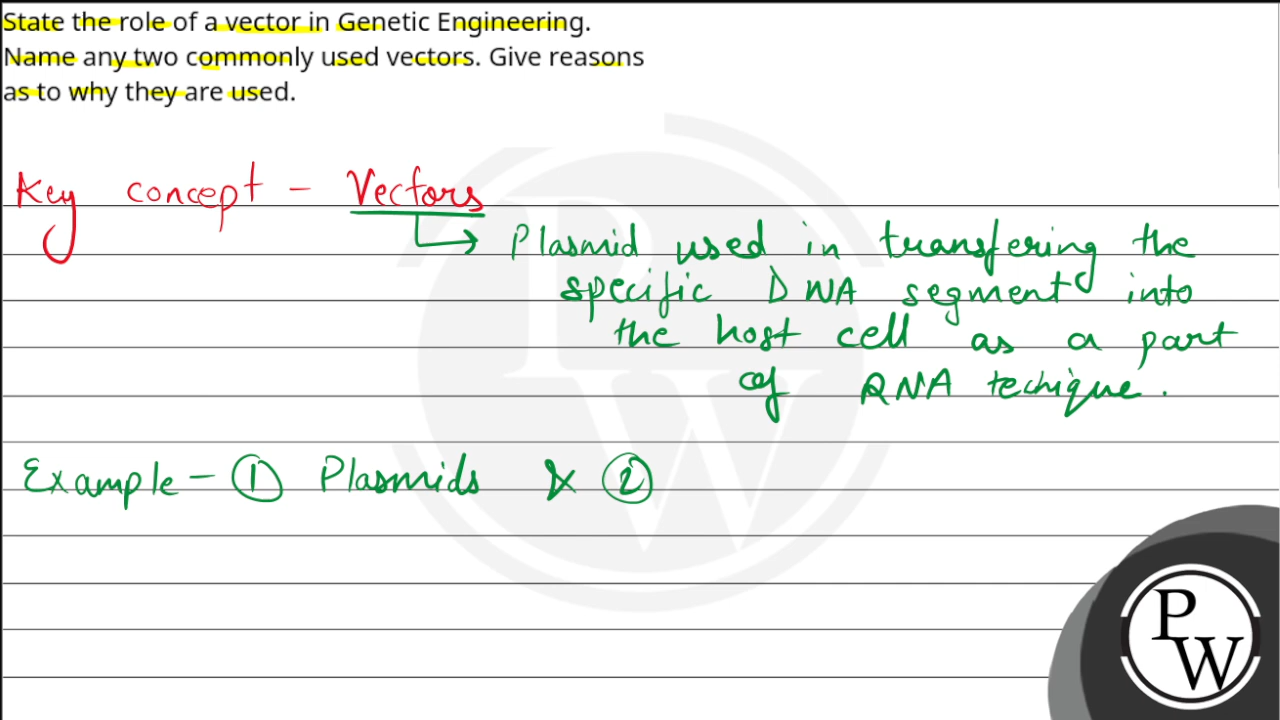 State the role of a vector in Genetic Engineering.
Name any two commonly used vectors. Give reasons
as to why they are used.
Key concept - Vectors
Plasmid used in transfering the
specific DNA segment into
the host cell as a part
of RNA techique.
Example - ① Plasmids & ②
PW
PW